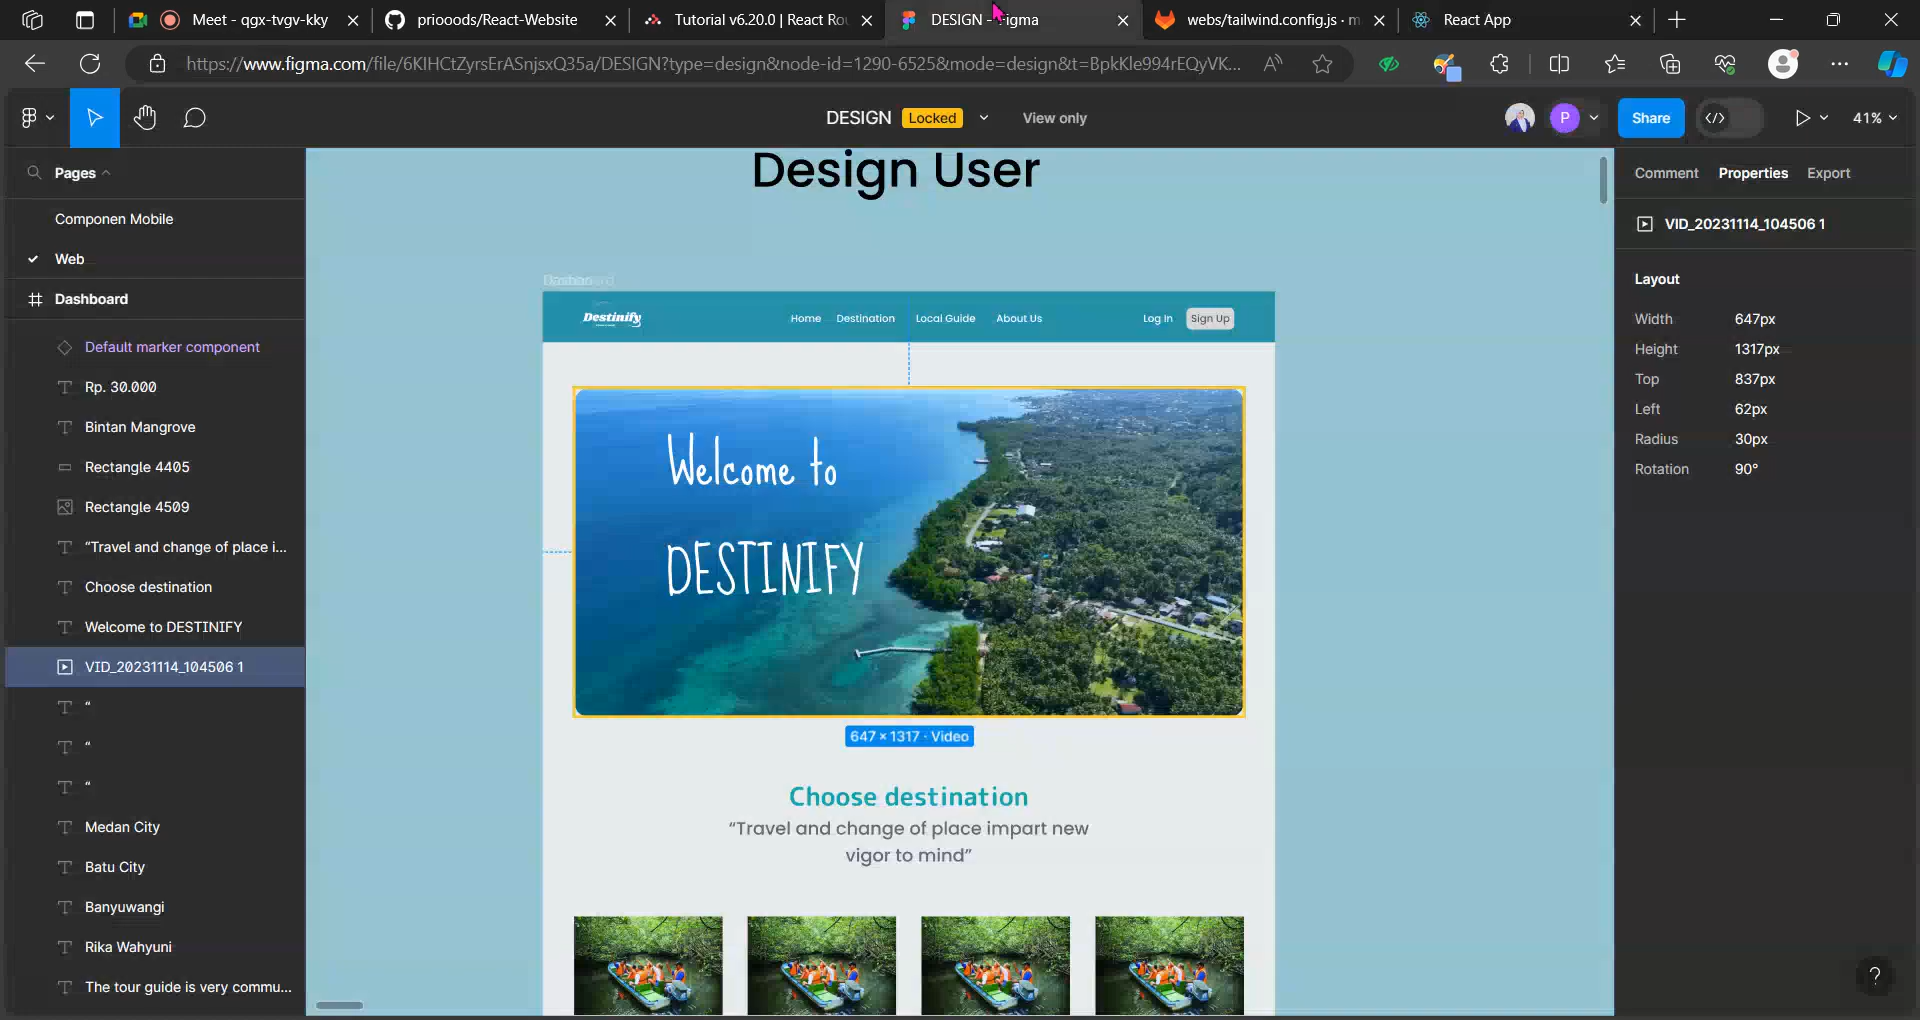 Meet - qgx-tvgv-kky
priooods/React-Website
Tutorial v6.20.0 | React Ro
DESIGN - Figma
webs/tailwind.config.js · m
React App
https://www.figma.com/file/6KIHCtZyrsErASnjsxQ35a/DESIGN?type=design&node-id=1290-6525&mode=design&t=BpkKle994rEQyVK...
DESIGN
Locked
View only
P
Share
41%
Pages
Componen Mobile
Web
Dashboard
Default marker component
Rp. 30.000
Bintan Mangrove
Rectangle 4405
Rectangle 4509
“Travel and change of place i...
Choose destination
Welcome to DESTINIFY
VID_20231114_104506 1
“
“
“
Medan City
Batu City
Banyuwangi
Rika Wahyuni
The tour guide is very commu...
Design User
Dashboard
Destinify
Home
Destination
Local Guide
About Us
Log In
Sign Up
Welcome to
DESTINIFY
647 × 1317 · Video
Choose destination
“Travel and change of place impart new
vigor to mind”
Comment
Properties
Export
VID_20231114_104506 1
Layout
Width 647px
Height 1317px
Top 837px
Left 62px
Radius 30px
Rotation 90°
?